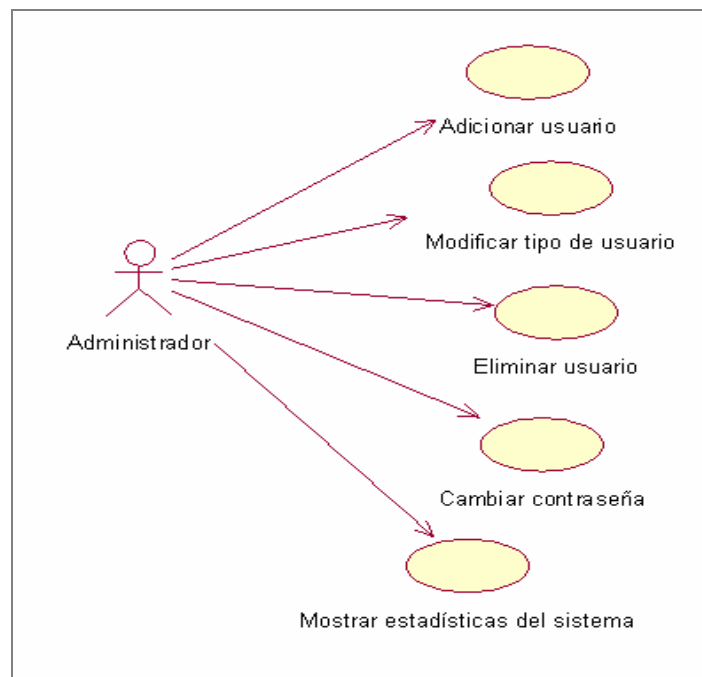 Adicionar usuario
Modificar tipo de usuario
Administrador
Eliminar usuario
Cambiar contraseña
Mostrar estadísticas del sistema